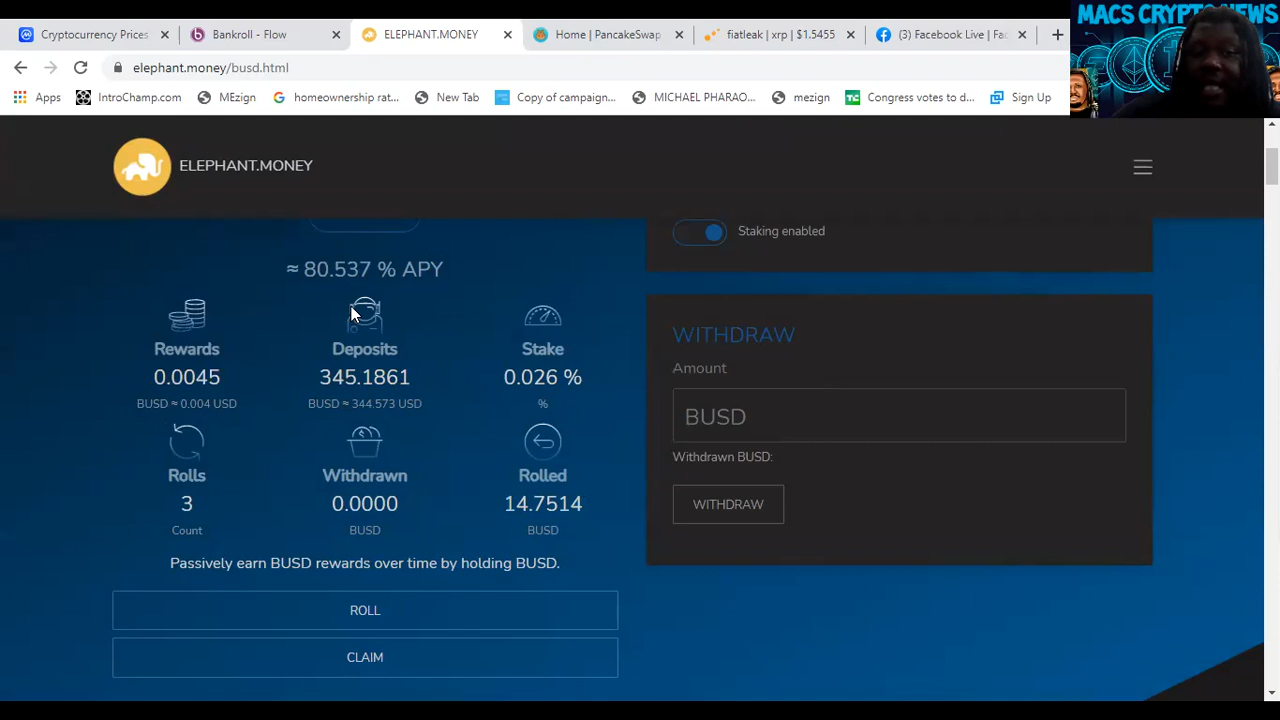 MACS CRYPTO NEWS
Cryptocurrency Prices
Bankroll - Flow
ELEPHANT.MONEY
Home | PancakeSwap
fiatleak | xrp | $1.5455
(3) Facebook Live | Fac
elephant.money/busd.html
Apps
IntroChamp.com
MEzign
homeownership rat...
New Tab
Copy of campaign...
MICHAEL PHARAO...
mezign
Congress votes to d...
Sign Up
ELEPHANT.MONEY
≈ 80.537 % APY
Rewards
0.0045
BUSD ≈ 0.004 USD
Deposits
345.1861
BUSD ≈ 344.573 USD
Stake
0.026 %
%
Rolls
3
Count
Withdrawn
0.0000
BUSD
Rolled
14.7514
BUSD
Passively earn BUSD rewards over time by holding BUSD.
ROLL
CLAIM
Staking enabled
WITHDRAW
Amount
BUSD
Withdrawn BUSD:
WITHDRAW